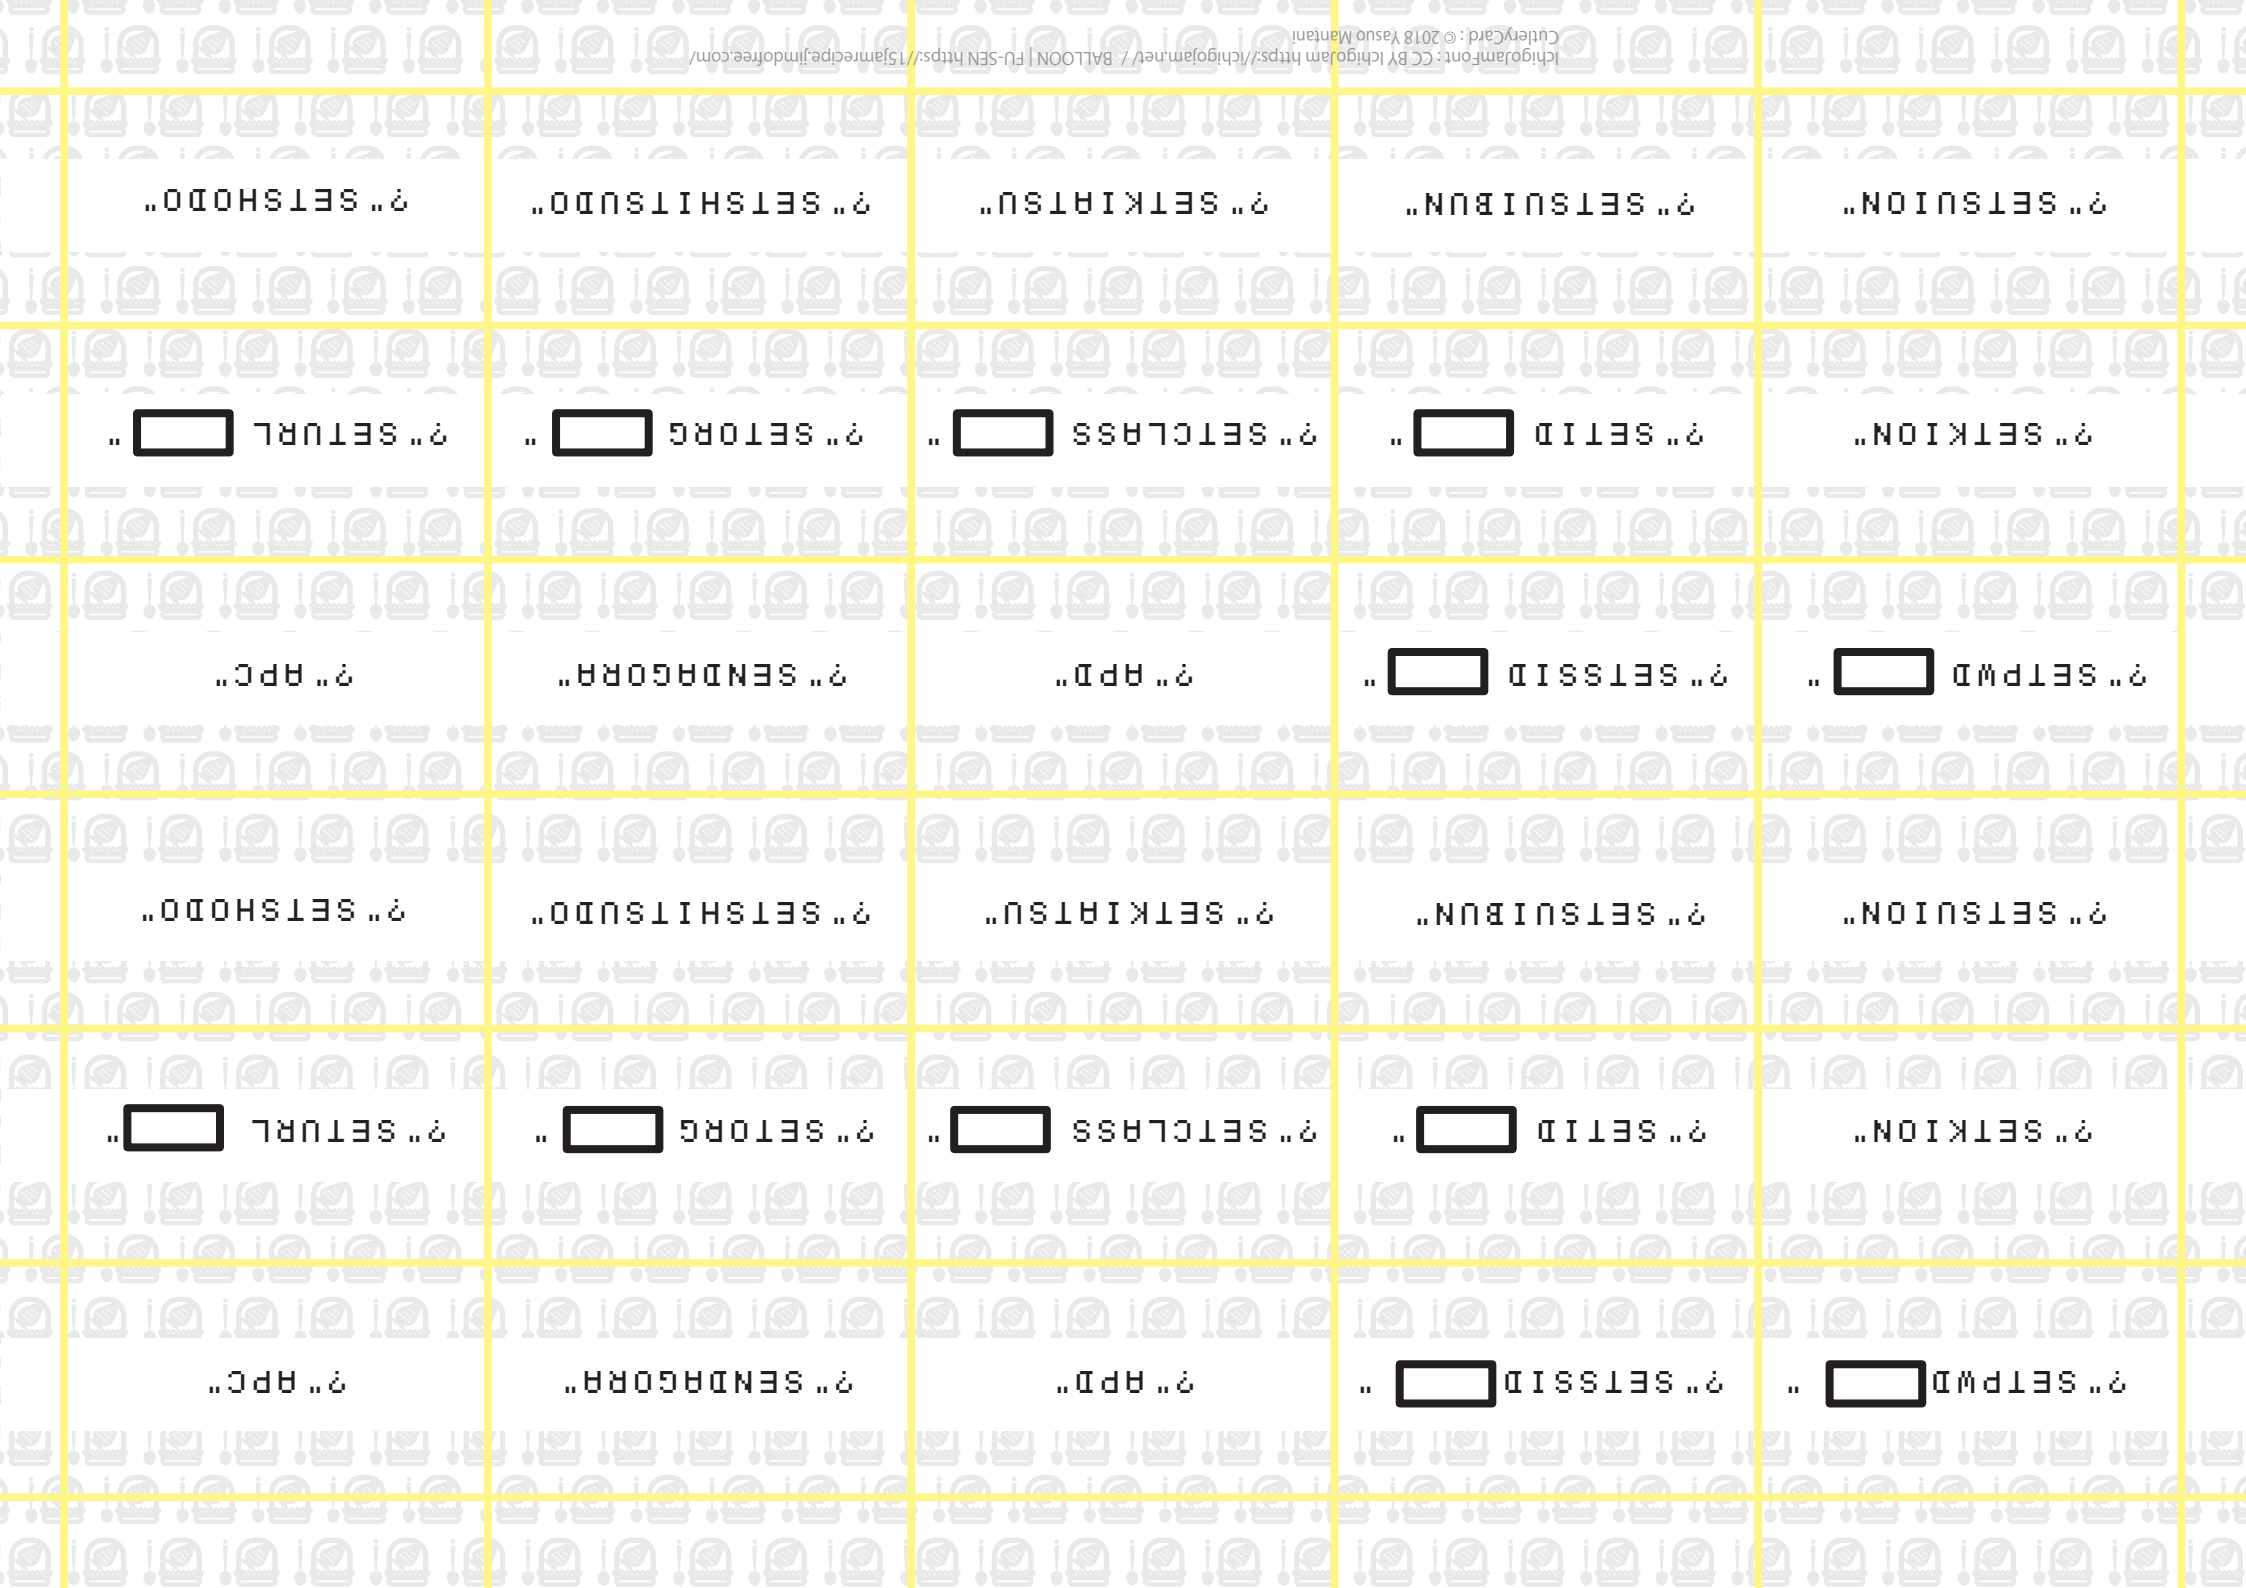 ?"SETPWD "
?"SETSSID "
?"APD"
?"SENDAGORA"
?"APC"
?"SETKION"
?"SETID "
?"SETCLASS "
?"SETORG "
?"SETURL "
?"SETSUION"
?"SETSUIBUN"
?"SETKIATSU"
?"SETSHITSUDO"
?"SETSHODO"
?"SETPWD "
?"SETSSID "
?"APD"
?"SENDAGORA"
?"APC"
?"SETKION"
?"SETID "
?"SETCLASS "
?"SETORG "
?"SETURL "
?"SETSUION"
?"SETSUIBUN"
?"SETKIATSU"
?"SETSHITSUDO"
?"SETSHODO"
IchigoJamFont : CC BY IchigoJam https://ichigojam.net/ / BALLOON | FU-SEN https://15jamrecipe.jimdofree.com/
CutleryCard : © 2018 Yasuo Mantani